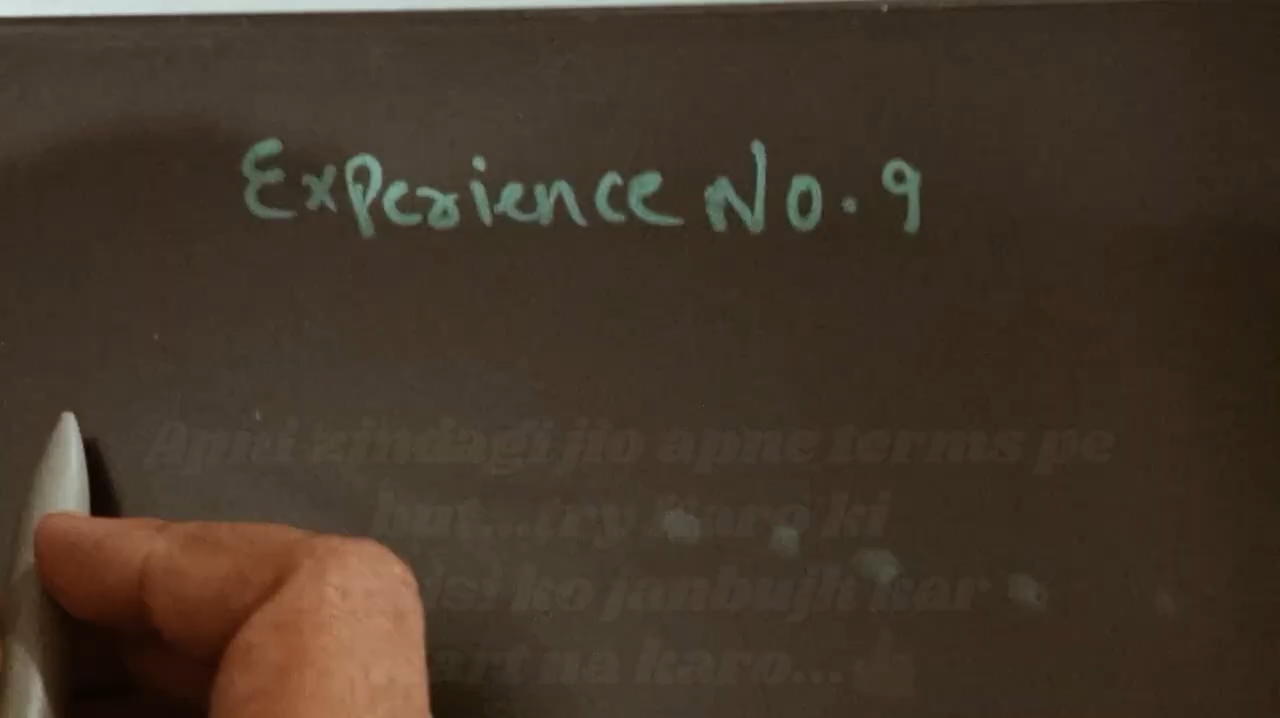 Experience No. 9
Apni zindagi jio apne terms pe
but...try karo ki
ko janbujh kar
na karo...